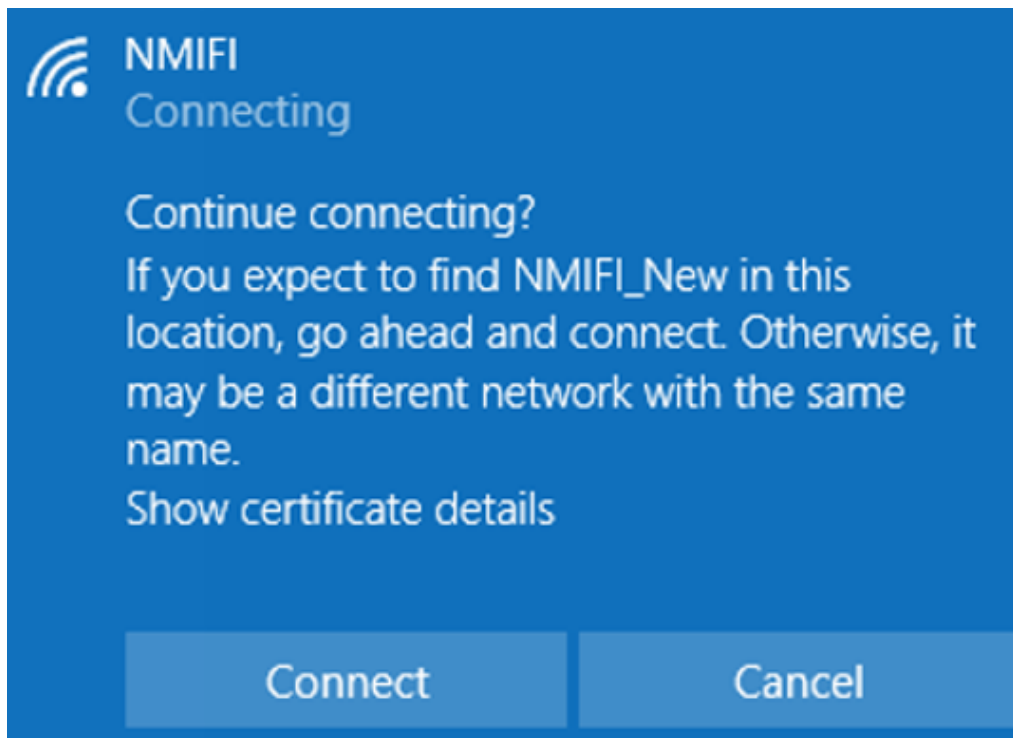 NMIFI
Connecting
Continue connecting?
If you expect to find NMIFI_New in this
location, go ahead and connect. Otherwise, it
may be a different network with the same
name.
Show certificate details
Connect
Cancel